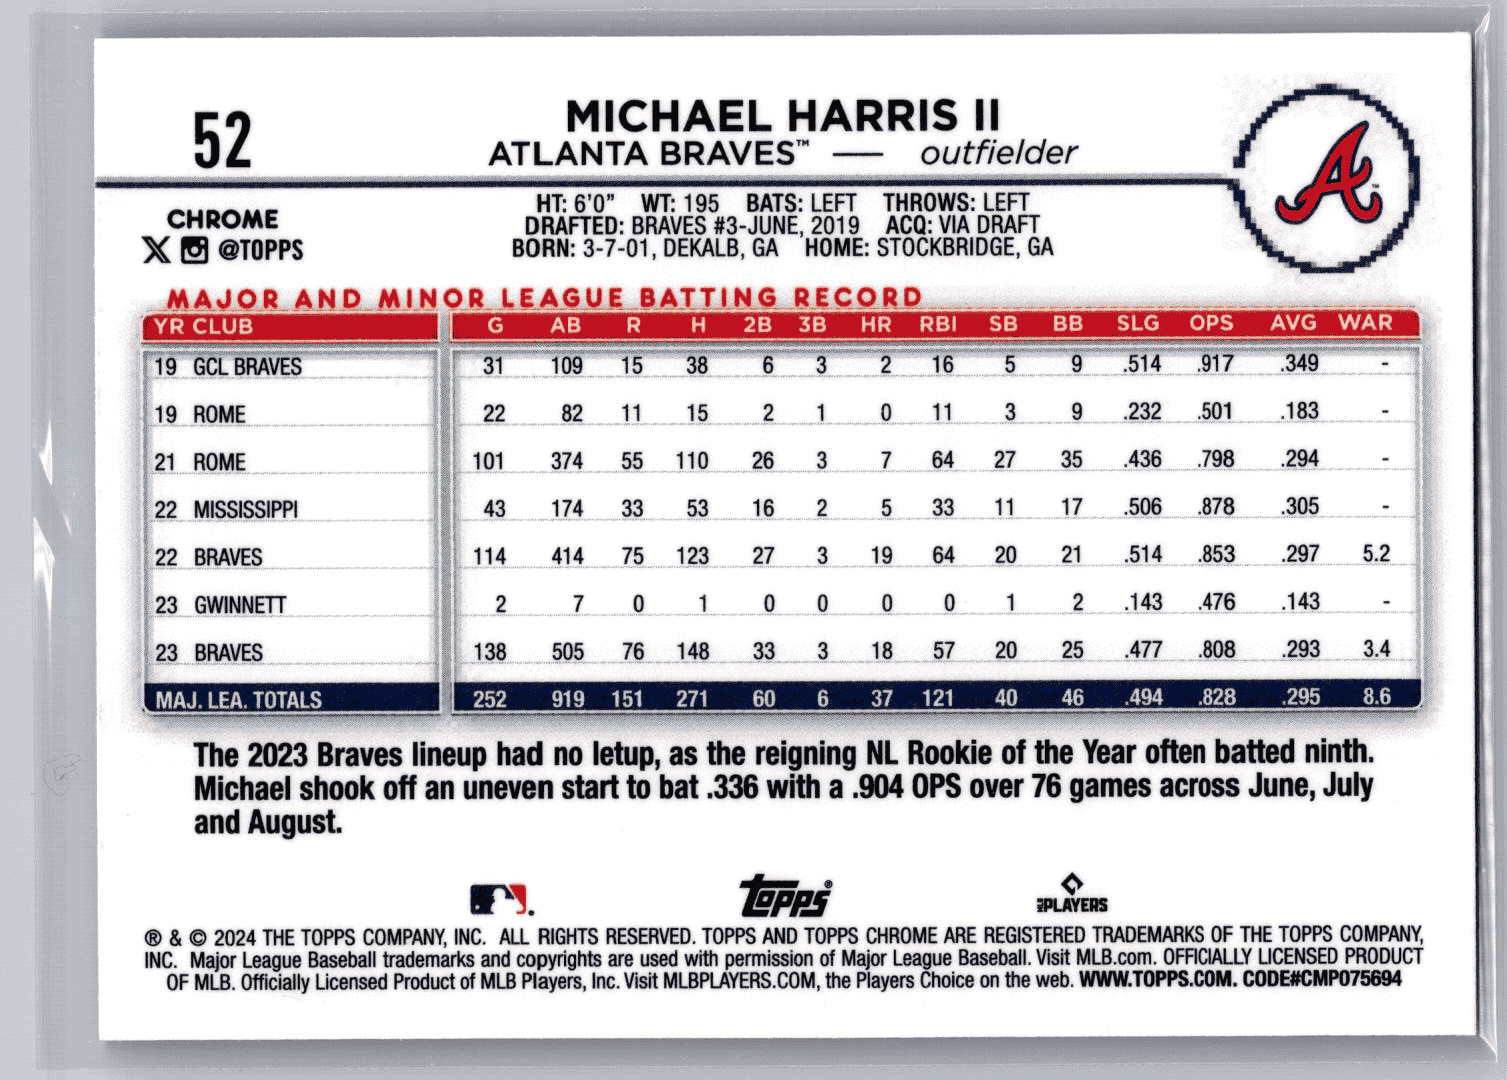 52
MICHAEL HARRIS II
ATLANTA BRAVES™ — outfielder
A
CHROME
X @TOPPS
HT: 6'0" WT: 195 BATS: LEFT THROWS: LEFT
DRAFTED: BRAVES #3-JUNE, 2019 ACQ: VIA DRAFT
BORN: 3-7-01, DEKALB, GA HOME: STOCKBRIDGE, GA
MAJOR AND MINOR LEAGUE BATTING RECORD
YR CLUB G AB R H 2B 3B HR RBI SB BB SLG OPS AVG WAR
19 GCL BRAVES 31 109 15 38 6 3 2 16 5 9 .514 .917 .349 -
19 ROME 22 82 11 15 2 1 0 11 3 9 .232 .501 .183 -
21 ROME 101 374 55 110 26 3 7 64 27 35 .436 .798 .294 -
22 MISSISSIPPI 43 174 33 53 16 2 5 33 11 17 .506 .878 .305 -
22 BRAVES 114 414 75 123 27 3 19 64 20 21 .514 .853 .297 5.2
23 GWINNETT 2 7 0 1 0 0 0 0 1 2 .143 .476 .143 -
23 BRAVES 138 505 76 148 33 3 18 57 20 25 .477 .808 .293 3.4
MAJ. LEA. TOTALS 252 919 151 271 60 6 37 121 40 46 .494 .828 .295 8.6
The 2023 Braves lineup had no letup, as the reigning NL Rookie of the Year often batted ninth.
Michael shook off an uneven start to bat .336 with a .904 OPS over 76 games across June, July
and August.
Topps®
MLB PLAYERS
® & © 2024 THE TOPPS COMPANY, INC. ALL RIGHTS RESERVED. TOPPS AND TOPPS CHROME ARE REGISTERED TRADEMARKS OF THE TOPPS COMPANY,
INC. Major League Baseball trademarks and copyrights are used with permission of Major League Baseball. Visit MLB.com. OFFICIALLY LICENSED PRODUCT
OF MLB. Officially Licensed Product of MLB Players, Inc. Visit MLBPLAYERS.COM, the Players Choice on the web. WWW.TOPPS.COM. CODE#CMP075694